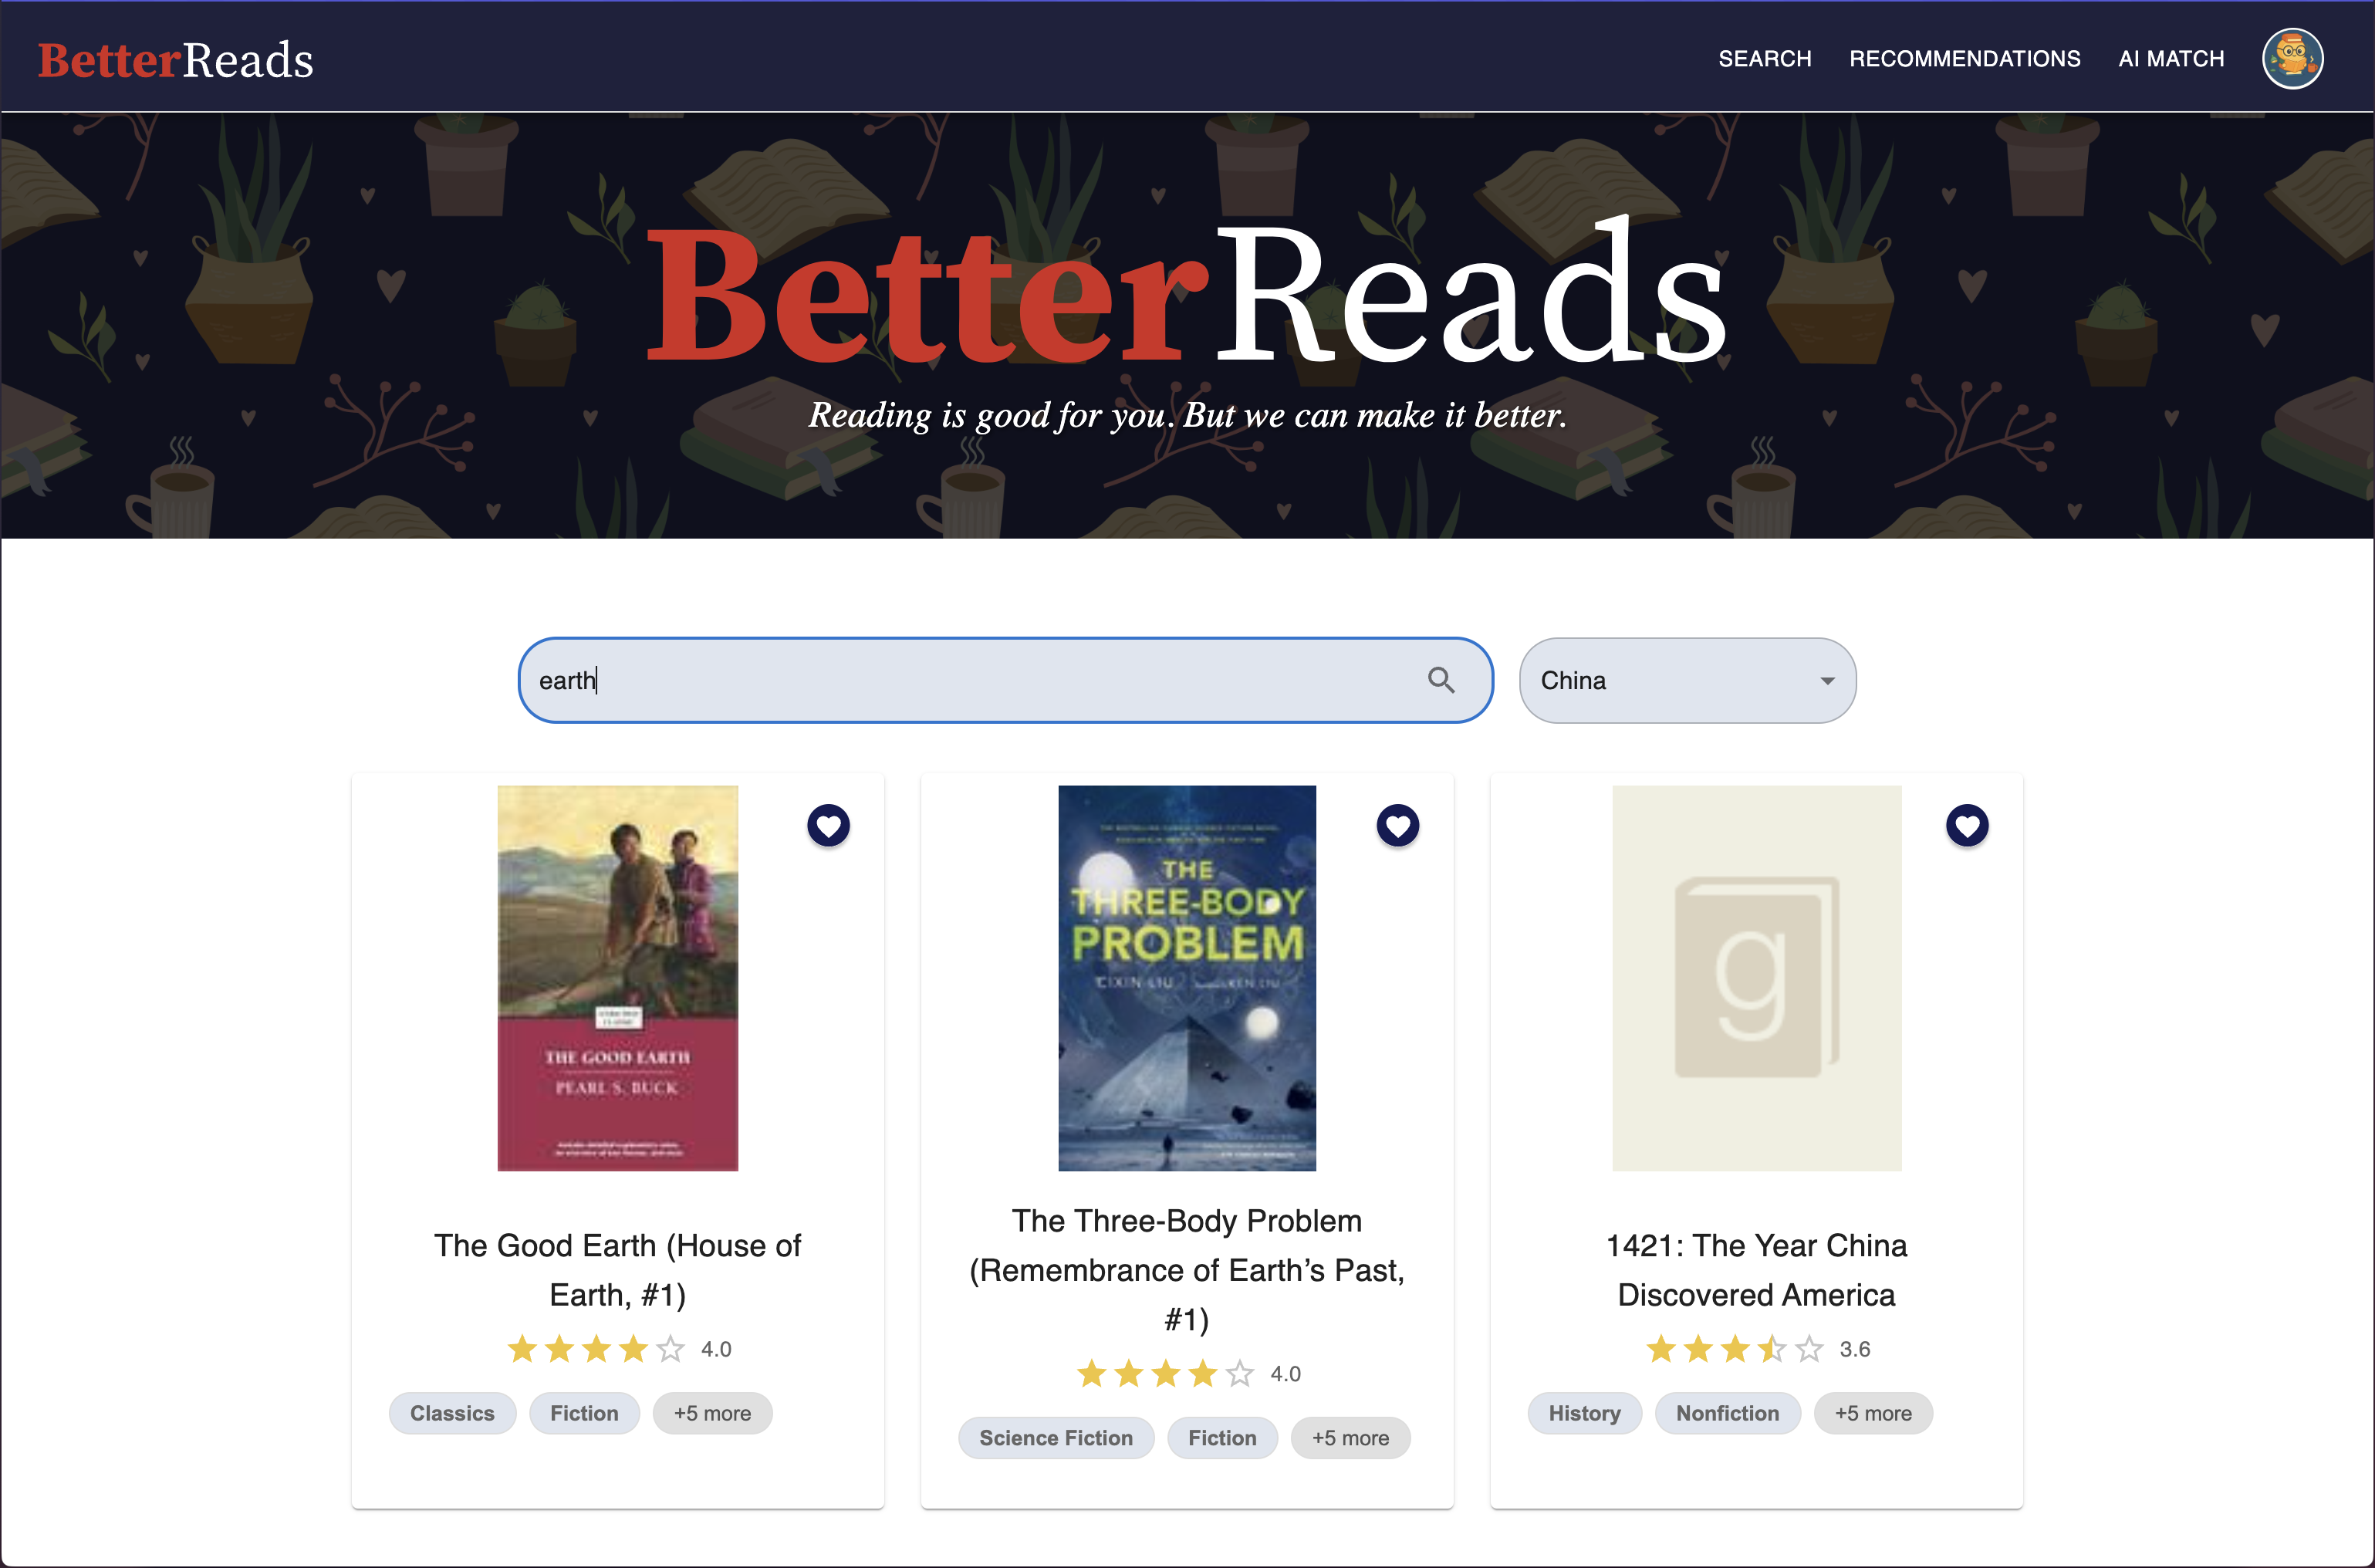 BetterReads
SEARCH RECOMMENDATIONS AI MATCH
BetterReads
Reading is good for you. But we can make it better.
earth
China
THE GOOD EARTH
PEARL S. BUCK
THE
THREE-BODY
PROBLEM
CIXIN LIU KEN LIU
g
The Good Earth (House of
Earth, #1)
4.0
Classics Fiction +5 more
The Three-Body Problem
(Remembrance of Earth’s Past,
#1)
4.0
Science Fiction Fiction +5 more
1421: The Year China
Discovered America
3.6
History Nonfiction +5 more